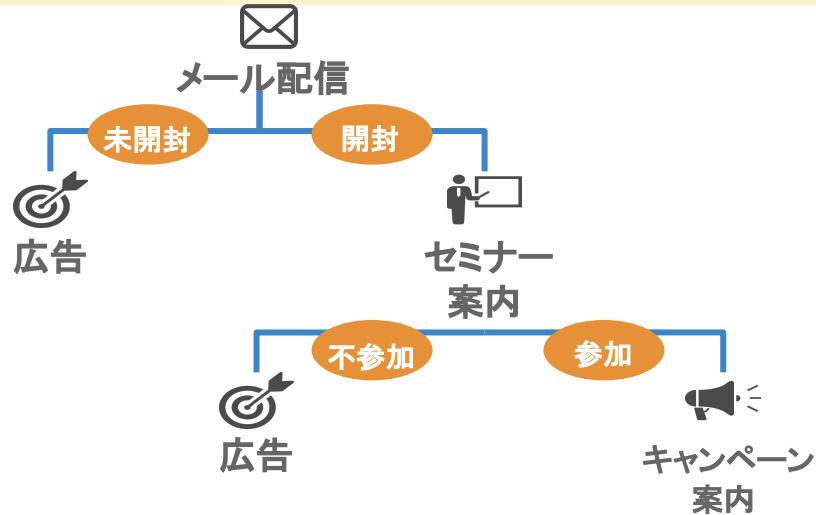 メール配信
未開封
開封
広告
セミナー
案内
不参加
参加
広告
キャンペーン
案内